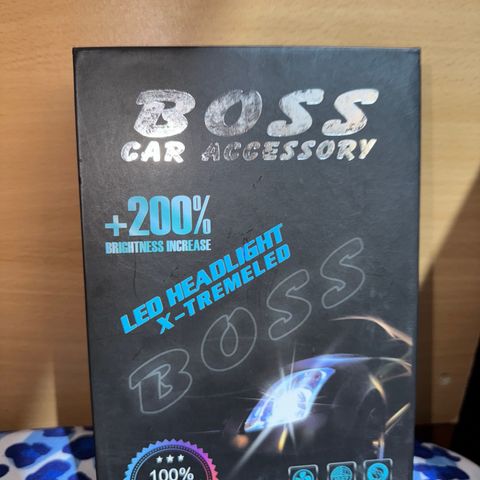 BOSS
CAR ACCESSORY
+200%
BRIGHTNESS INCREASE
LED HEADLIGHT
X-TREMELED
BOSS
100%